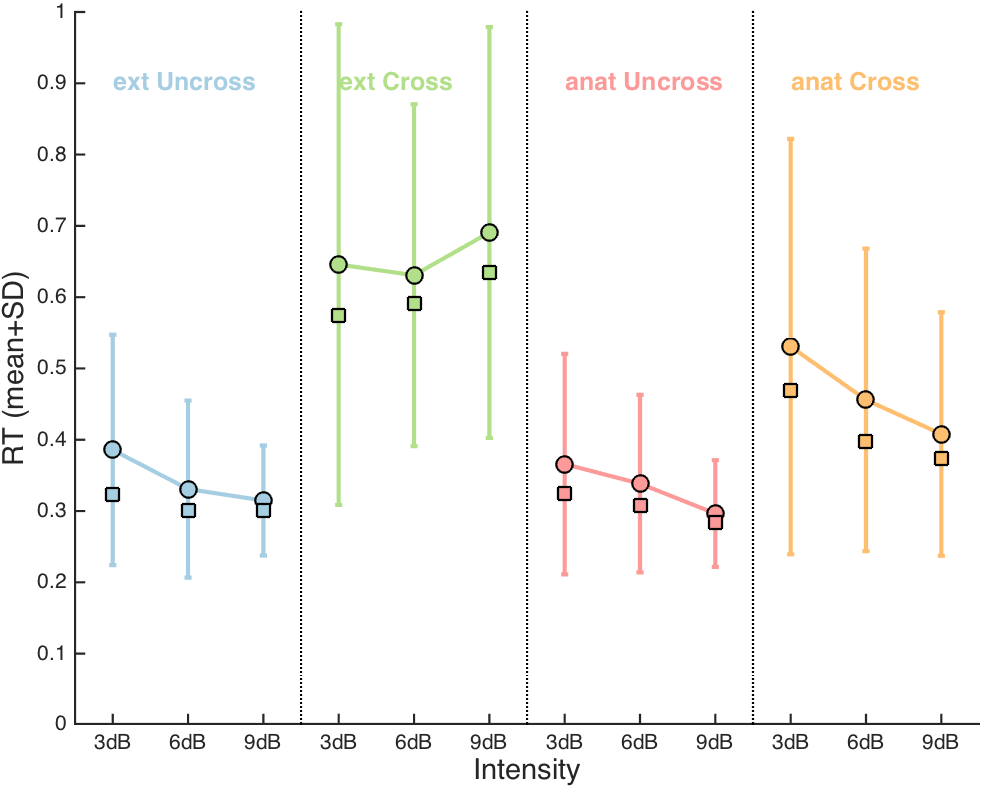 1
0.9
0.8
0.7
0.6
0.5
0.4
0.3
0.2
0.1
0
RT (mean+SD)
ext Uncross
ext Cross
anat Uncross
anat Cross
3dB 6dB 9dB 3dB 6dB 9dB 3dB 6dB 9dB 3dB 6dB 9dB
Intensity